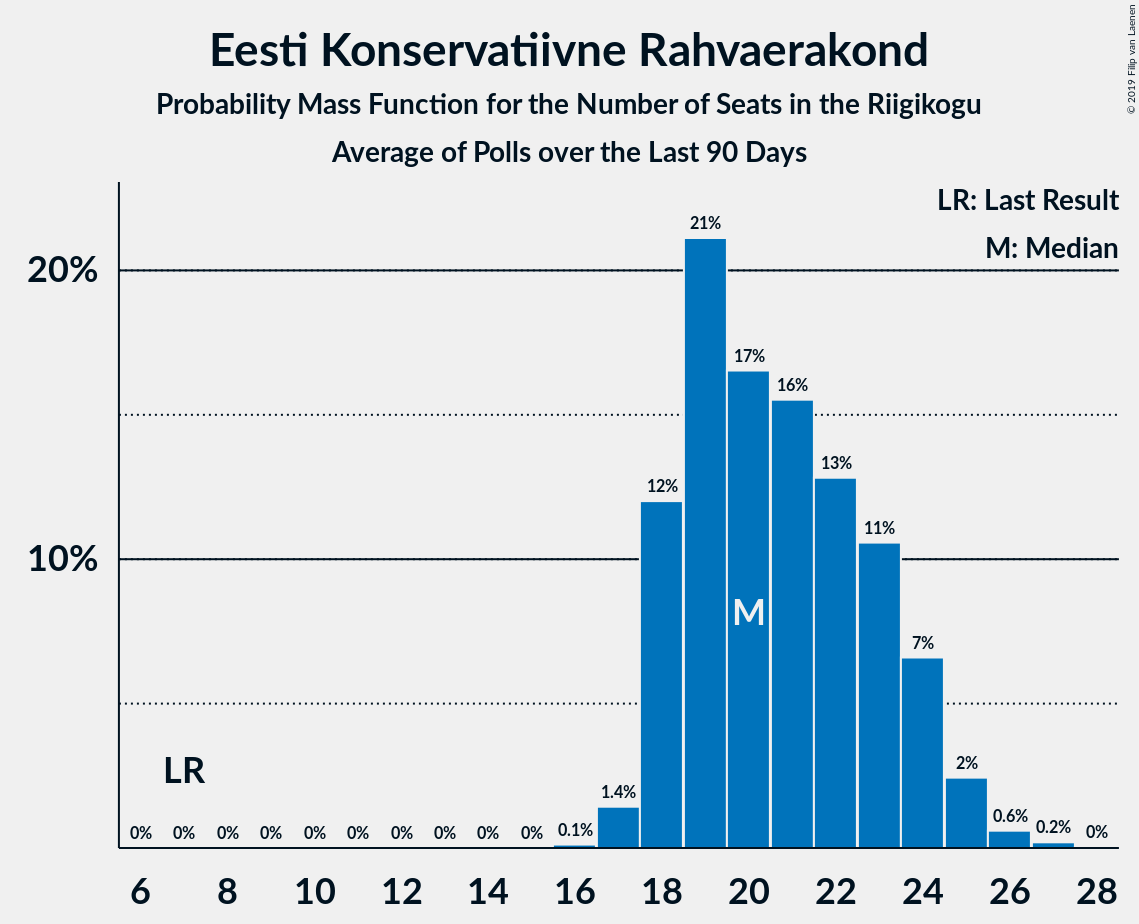 Eesti Konservatiivne Rahvaerakond
Probability Mass Function for the Number of Seats in the Riigikogu
Average of Polls over the Last 90 Days
© 2019 Filip van Laenen
LR: Last Result
M: Median
20%
10%
21%
17%
16%
13%
12%
11%
7%
2%
1.4%
0.6%
0.2%
0.1%
0% 0% 0% 0% 0% 0% 0% 0% 0% 0% 0%
LR
M
6 8 10 12 14 16 18 20 22 24 26 28